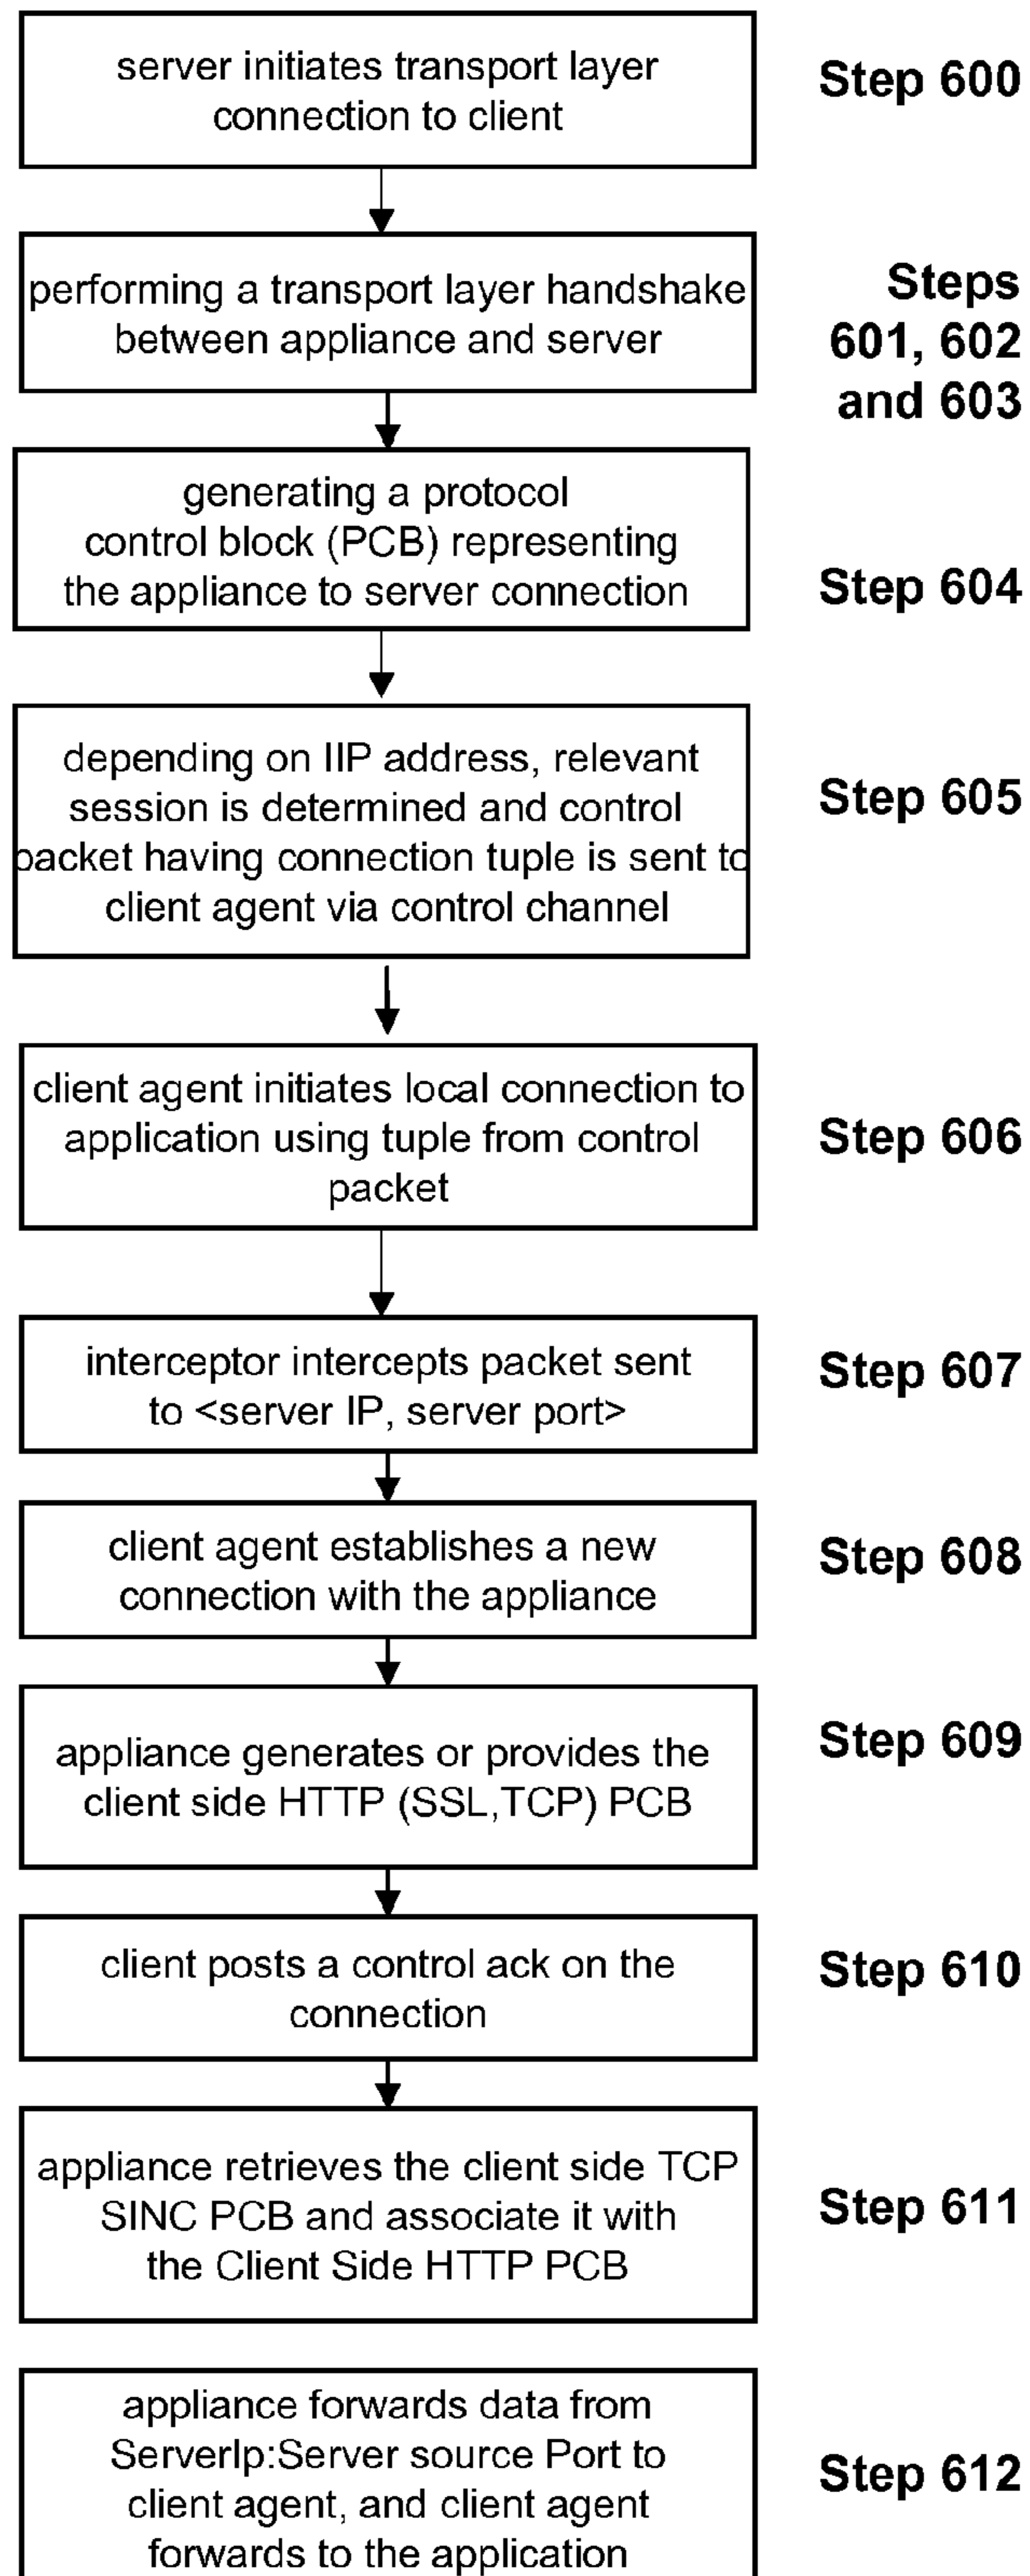 server initiates transport layer
connection to client
Step 600
performing a transport layer handshake
between appliance and server
Steps
601, 602
and 603
generating a protocol
control block (PCB) representing
the appliance to server connection
Step 604
depending on IIP address, relevant
session is determined and control
packet having connection tuple is sent to
client agent via control channel
Step 605
client agent initiates local connection to
application using tuple from control
packet
Step 606
interceptor intercepts packet sent
to <server IP, server port>
Step 607
client agent establishes a new
connection with the appliance
Step 608
appliance generates or provides the
client side HTTP (SSL,TCP) PCB
Step 609
client posts a control ack on the
connection
Step 610
appliance retrieves the client side TCP
SINC PCB and associate it with
the Client Side HTTP PCB
Step 611
appliance forwards data from
ServerIp:Server source Port to
client agent, and client agent
forwards to the application
Step 612